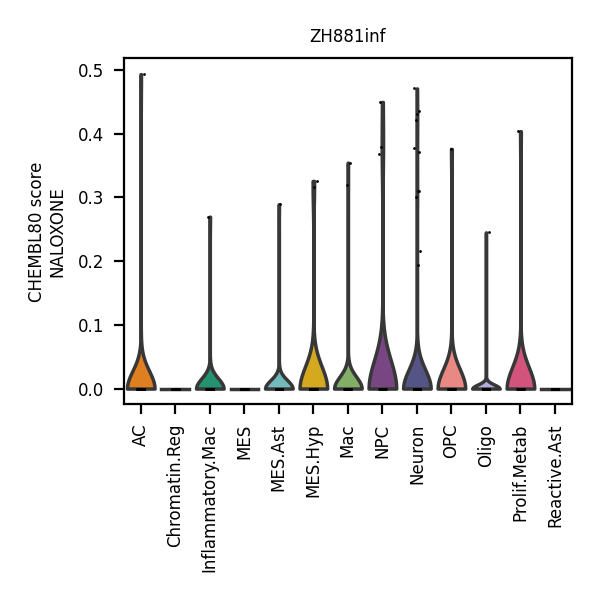 ZH881inf
CHEMBL80 score
NALOXONE
0.5
0.4
0.3
0.2
0.1
0.0
AC
Chromatin.Reg
Inflammatory.Mac
MES
MES.Ast
MES.Hyp
Mac
NPC
Neuron
OPC
Oligo
Prolif.Metab
Reactive.Ast